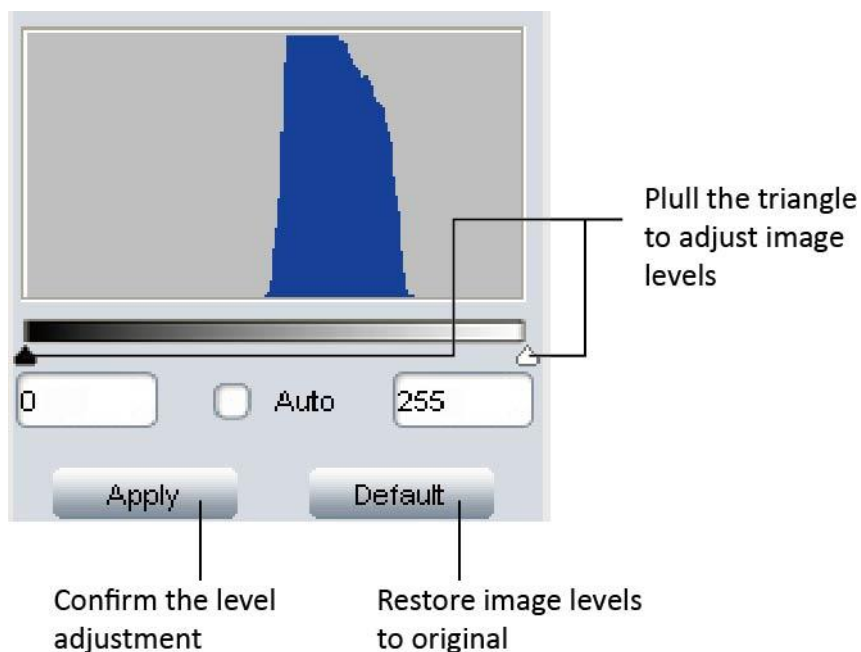 Plull the triangle
to adjust image
levels
0
Auto
255
Apply
Default
Confirm the level
adjustment
Restore image levels
to original